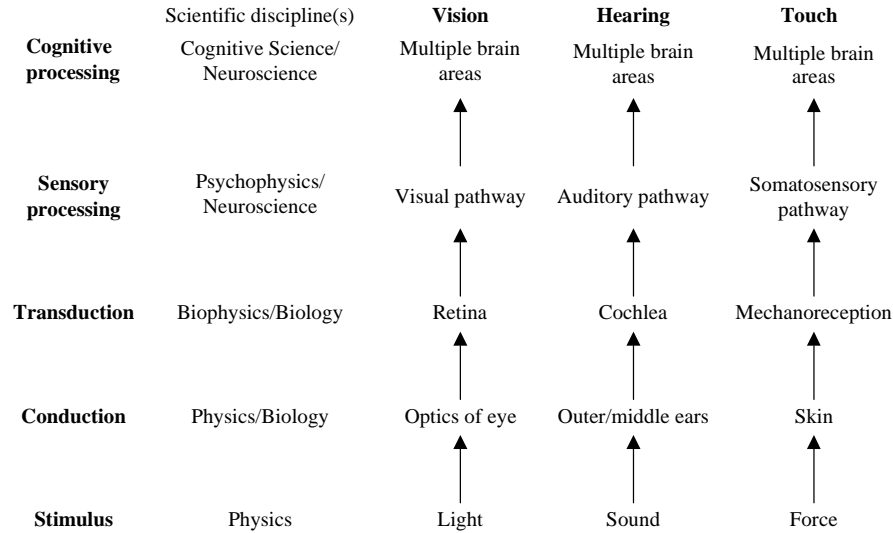 Scientific discipline(s) Vision Hearing Touch
Cognitive processing Cognitive Science/ Neuroscience Multiple brain areas Multiple brain areas Multiple brain areas
Sensory processing Psychophysics/ Neuroscience Visual pathway Auditory pathway Somatosensory pathway
Transduction Biophysics/Biology Retina Cochlea Mechanoreception
Conduction Physics/Biology Optics of eye Outer/middle ears Skin
Stimulus Physics Light Sound Force